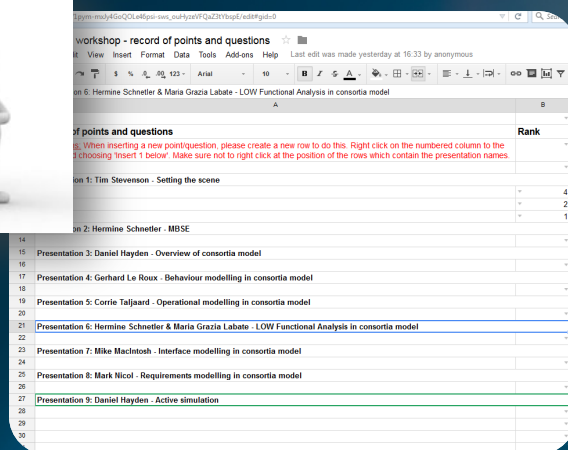 workshop - record of points and questions
View Insert Format Data Tools Add-ons Help Last edit was made yesterday at 16:33 by anonymous
$ % .0 .00 123 Arial 10 B I S A
on 6: Hermine Schnetler & Maria Grazia Labate - LOW Functional Analysis in consortia model
A B
of points and questions Rank
When inserting a new point/question, please create a new row to do this. Right click on the numbered column to the
choosing 'Insert 1 below'. Make sure not to right click at the position of the rows which contain the presentation names.
on 1: Tim Stevenson - Setting the scene
4
2
1
on 2: Hermine Schnetler - MBSE
14
15 Presentation 3: Daniel Hayden - Overview of consortia model
16
17 Presentation 4: Gerhard Le Roux - Behaviour modelling in consortia model
18
19 Presentation 5: Corrie Taljaard - Operational modelling in consortia model
20
21 Presentation 6: Hermine Schnetler & Maria Grazia Labate - LOW Functional Analysis in consortia model
22
23 Presentation 7: Mike MacIntosh - Interface modelling in consortia model
24
25 Presentation 8: Mark Nicol - Requirements modelling in consortia model
26
27 Presentation 9: Daniel Hayden - Active simulation
28
29
30